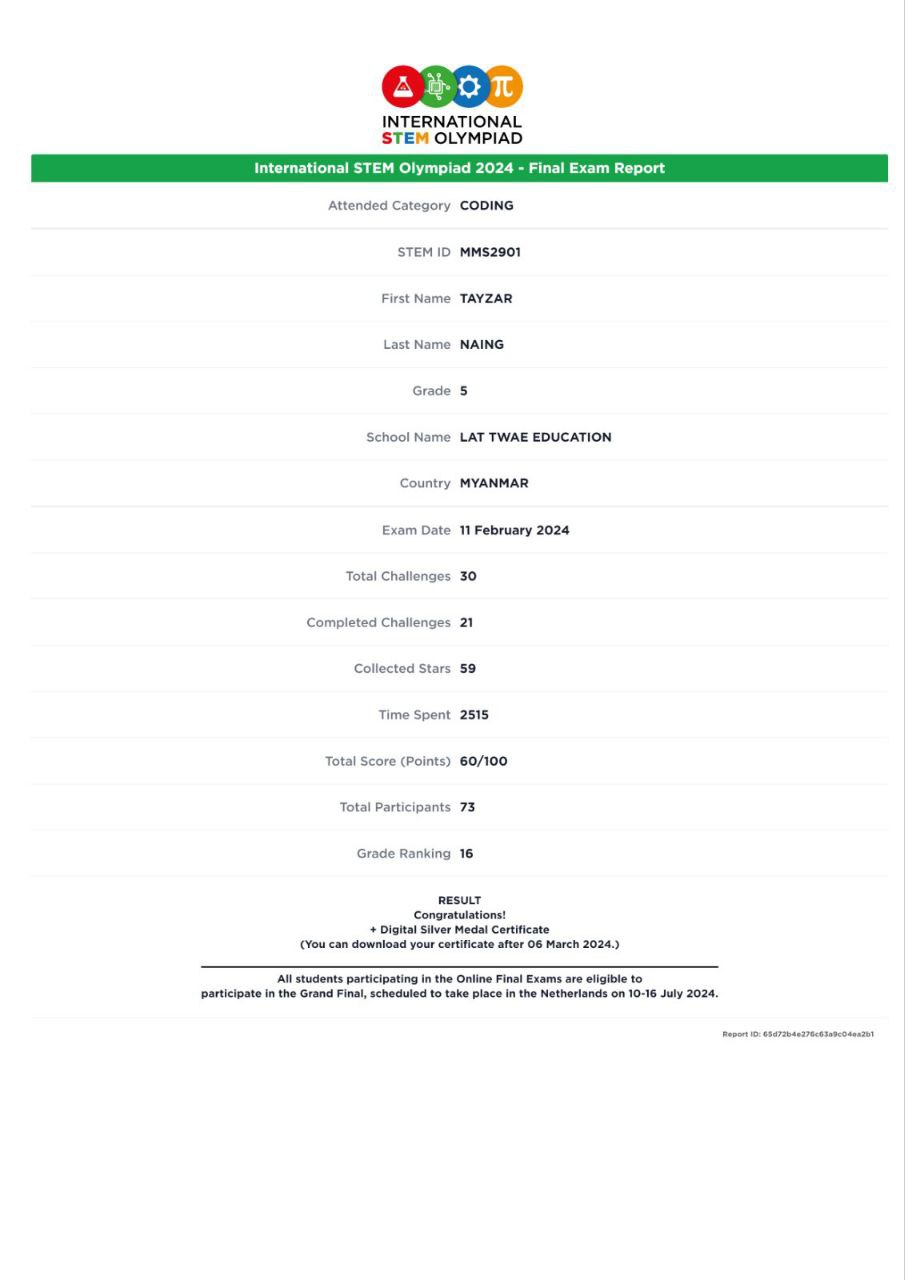 INTERNATIONAL
STEM OLYMPIAD
International STEM Olympiad 2024 - Final Exam Report
Attended Category CODING
STEM ID MMS2901
First Name TAYZAR
Last Name NAING
Grade 5
School Name LAT TWAE EDUCATION
Country MYANMAR
Exam Date 11 February 2024
Total Challenges 30
Completed Challenges 21
Collected Stars 59
Time Spent 2515
Total Score (Points) 60/100
Total Participants 73
Grade Ranking 16
RESULT
Congratulations!
+ Digital Silver Medal Certificate
(You can download your certificate after 06 March 2024.)
All students participating in the Online Final Exams are eligible to
participate in the Grand Final, scheduled to take place in the Netherlands on 10-16 July 2024.
Report ID: 65d72b4e276c63a9c04ea2b1